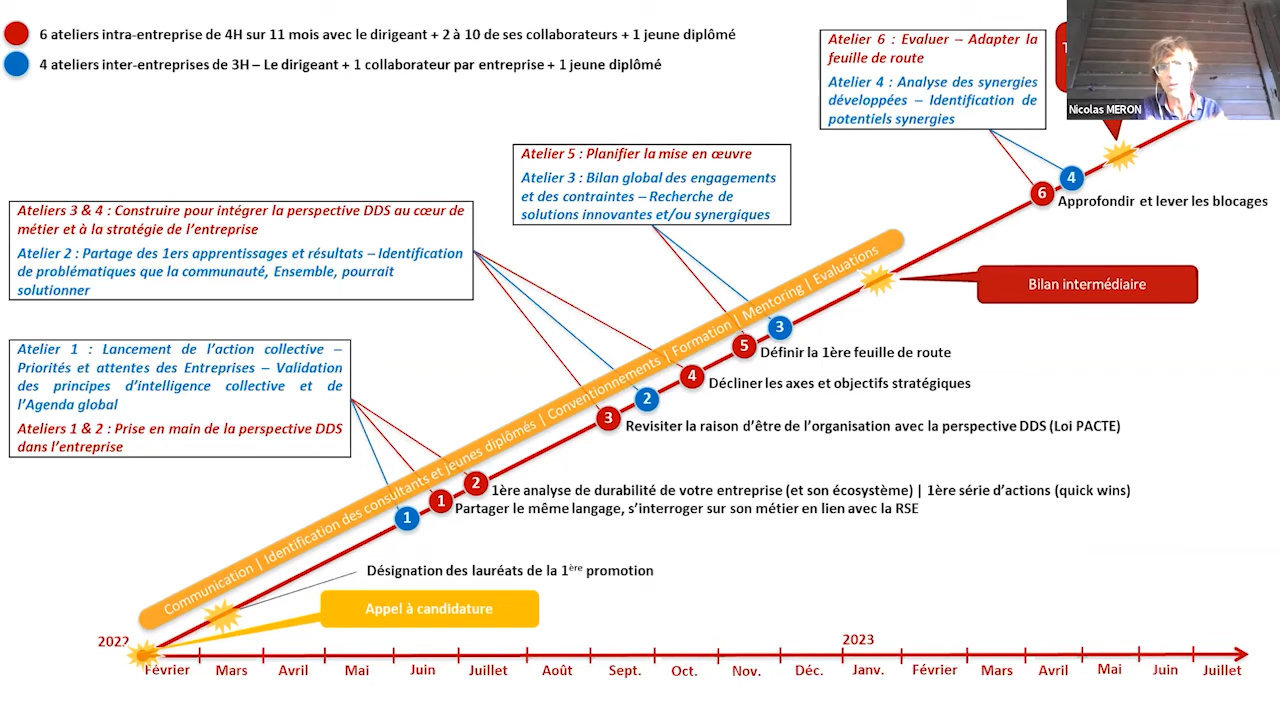 6 ateliers intra-entreprise de 4H sur 11 mois avec le dirigeant + 2 à 10 de ses collaborateurs + 1 jeune diplômé
4 ateliers inter-entreprises de 3H – Le dirigeant + 1 collaborateur par entreprise + 1 jeune diplômé
Atelier 6 : Evaluer – Adapter la
feuille de route
Atelier 4 : Analyse des synergies
développées – Identification de
potentiels synergies
Nicolas MERON
Atelier 5 : Planifier la mise en œuvre
Atelier 3 : Bilan global des engagements
et des contraintes – Recherche de
solutions innovantes et/ou synergiques
4
6
Approfondir et lever les blocages
Ateliers 3 & 4 : Construire pour intégrer la perspective DDS au cœur de
métier et à la stratégie de l’entreprise
Atelier 2 : Partage des 1ers apprentissages et résultats – Identification
de problématiques que la communauté, Ensemble, pourrait
solutionner
Bilan intermédiaire
Communication | Identification des consultants et jeunes diplômés | Conventionnements | Formation | Mentoring | Evaluations
3
5
Définir la 1ère feuille de route
Atelier 1 : Lancement de l’action collective –
Priorités et attentes des Entreprises – Validation
des principes d’intelligence collective et de
l’Agenda global
Ateliers 1 & 2 : Prise en main de la perspective DDS
dans l’entreprise
4
Décliner les axes et objectifs stratégiques
2
3
Revisiter la raison d’être de l’organisation avec la perspective DDS (Loi PACTE)
2
1ère analyse de durabilité de votre entreprise (et son écosystème) | 1ère série d’actions (quick wins)
1
Partager le même langage, s’interroger sur son métier en lien avec la RSE
1
Désignation des lauréats de la 1ère promotion
Appel à candidature
2022
2023
Février Mars Avril Mai Juin Juillet Août Sept. Oct. Nov. Déc. Janv. Février Mars Avril Mai Juin Juillet